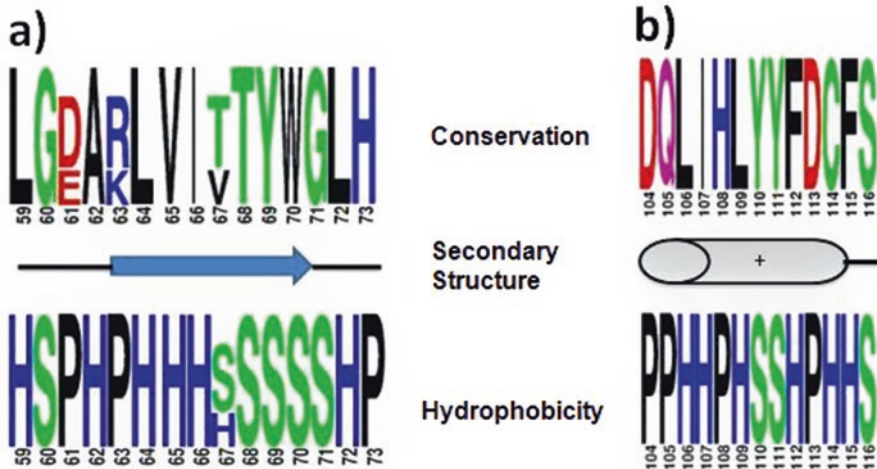 a)
LGDARLVITTYWGLH
EKV
59 60 61 62 63 64 65 66 67 68 69 70 71 72 73
HSPHPHHHSSSSSHP
H
59 60 61 62 63 64 65 66 67 68 69 70 71 72 73
Conservation
Secondary
Structure
Hydrophobicity
b)
DQLIHLYYFDCFS
104 105 106 107 108 109 110 111 112 113 114 115 116
+
PPHHPHSSHPHHS
104 105 106 107 108 109 110 111 112 113 114 115 116